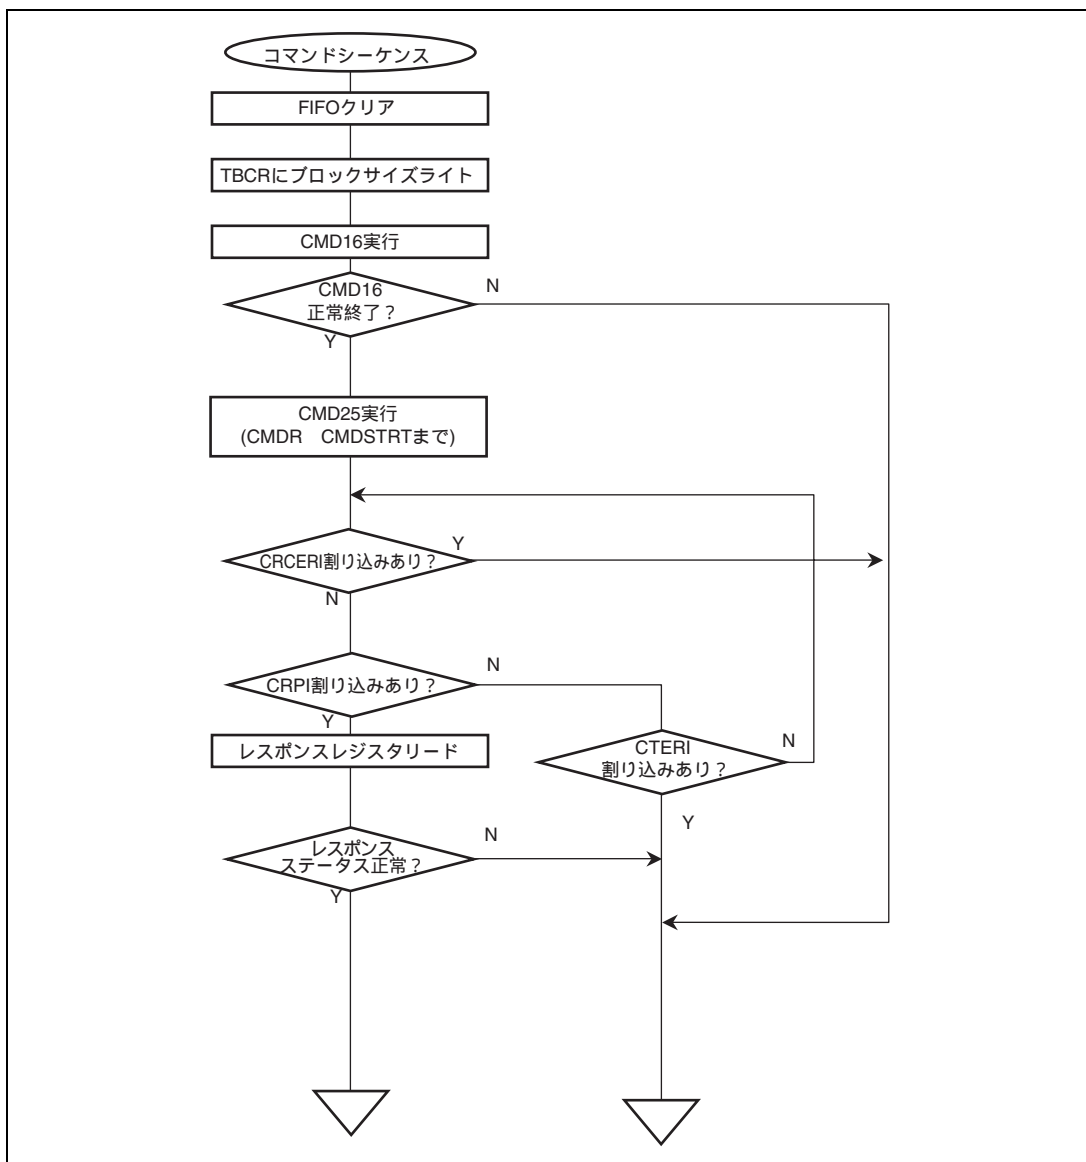 コマンドシーケンス
FIFOクリア
TBCRにブロックサイズライト
CMD16実行
CMD16
正常終了？
N
Y
CMD25実行
(CMDR　CMDSTRTまで)
CRCERI割り込みあり？
Y
N
CRPI割り込みあり？
N
Y
レスポンスレジスタリード
CTERI
割り込みあり？
N
Y
レスポンス
ステータス正常？
N
Y